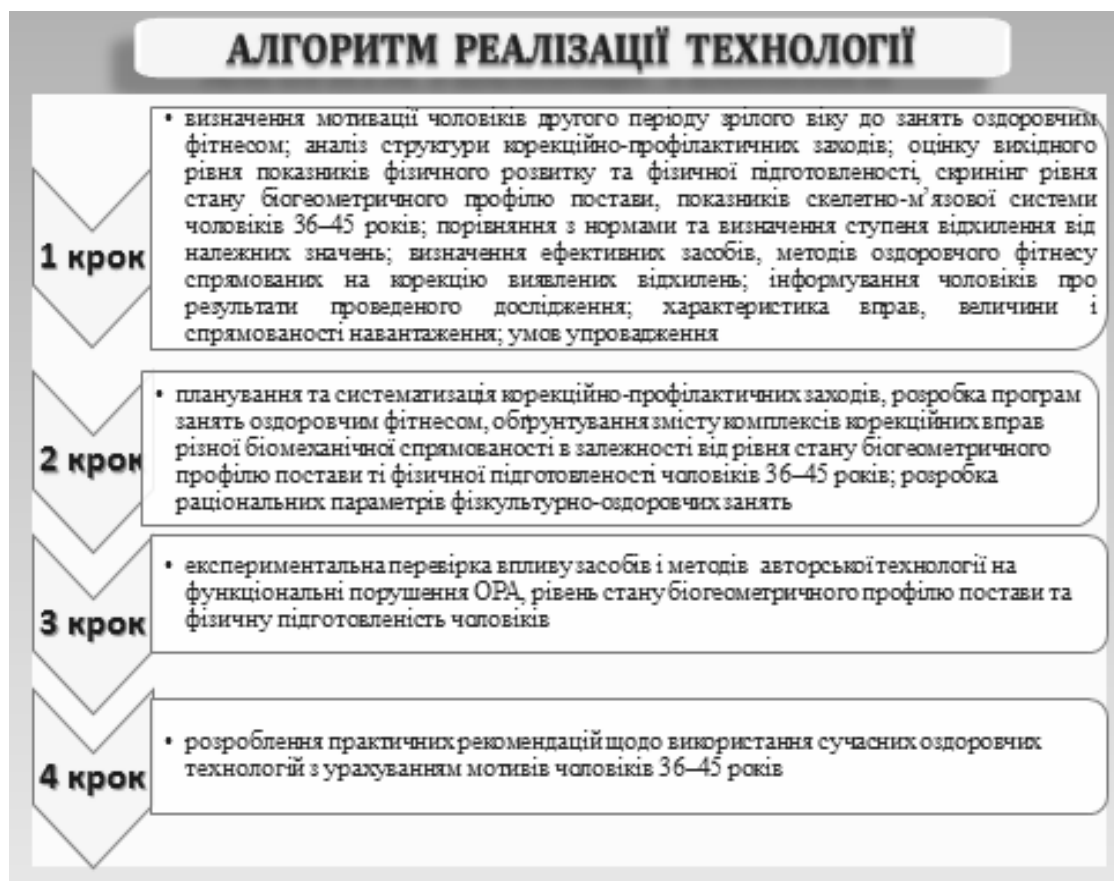 АЛГОРИТМ РЕАЛІЗАЦІЇ ТЕХНОЛОГІЇ
1 крок
• визначення мотивації чоловіків другого періоду зрілого віку до занять оздоровчим
фітнесом; аналіз структури корекційно-профілактичних заходів; оцінку вихідного
рівня показників фізичного розвитку та фізичної підготовленості, скринінг рівня
стану біогеометричного профілю постави, показників скелетно-м’язової системи
чоловіків 36–45 років; порівняння з нормами та визначення ступеня відхилення від
належних значень; визначення ефективних засобів, методів оздоровчого фітнесу
спрямованих на корекцію виявлених відхилень; інформування чоловіків про
результати проведеного дослідження; характеристика вправ, величини і
спрямованості навантаження; умов упровадження
2 крок
• планування та систематизація корекційно-профілактичних заходів, розробка програм
занять оздоровчим фітнесом, обґрунтування змісту комплексів корекційних вправ
різної біомеханічної спрямованості в залежності від рівня стану біогеометричного
профілю постави ті фізичної підготовленості чоловіків 36–45 років; розробка
раціональних параметрів фізкультурно-оздоровчих занять
3 крок
• експериментальна перевірка впливу засобів і методів авторської технології на
функціональні порушення ОРА, рівень стану біогеометричного профілю постави та
фізичну підготовленість чоловіків
4 крок
• розроблення практичних рекомендацій щодо використання сучасних оздоровчих
технологій з урахуванням мотивів чоловіків 36–45 років